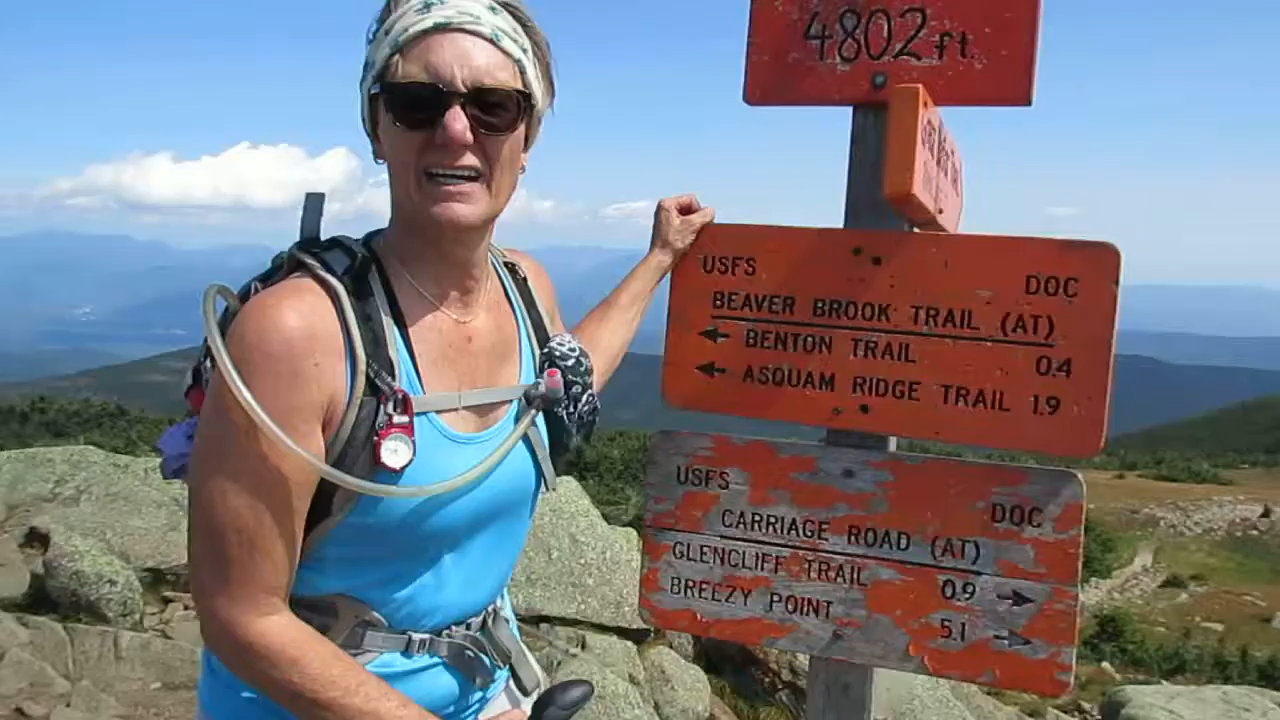 4802 ft.
USFS
DOC
BEAVER BROOK TRAIL (AT)
← BENTON TRAIL 0.4
← ASQUAM RIDGE TRAIL 1.9
USFS
DOC
CARRIAGE ROAD (AT)
GLENCLIFF TRAIL 0.9 →
BREEZY POINT 5.1 →